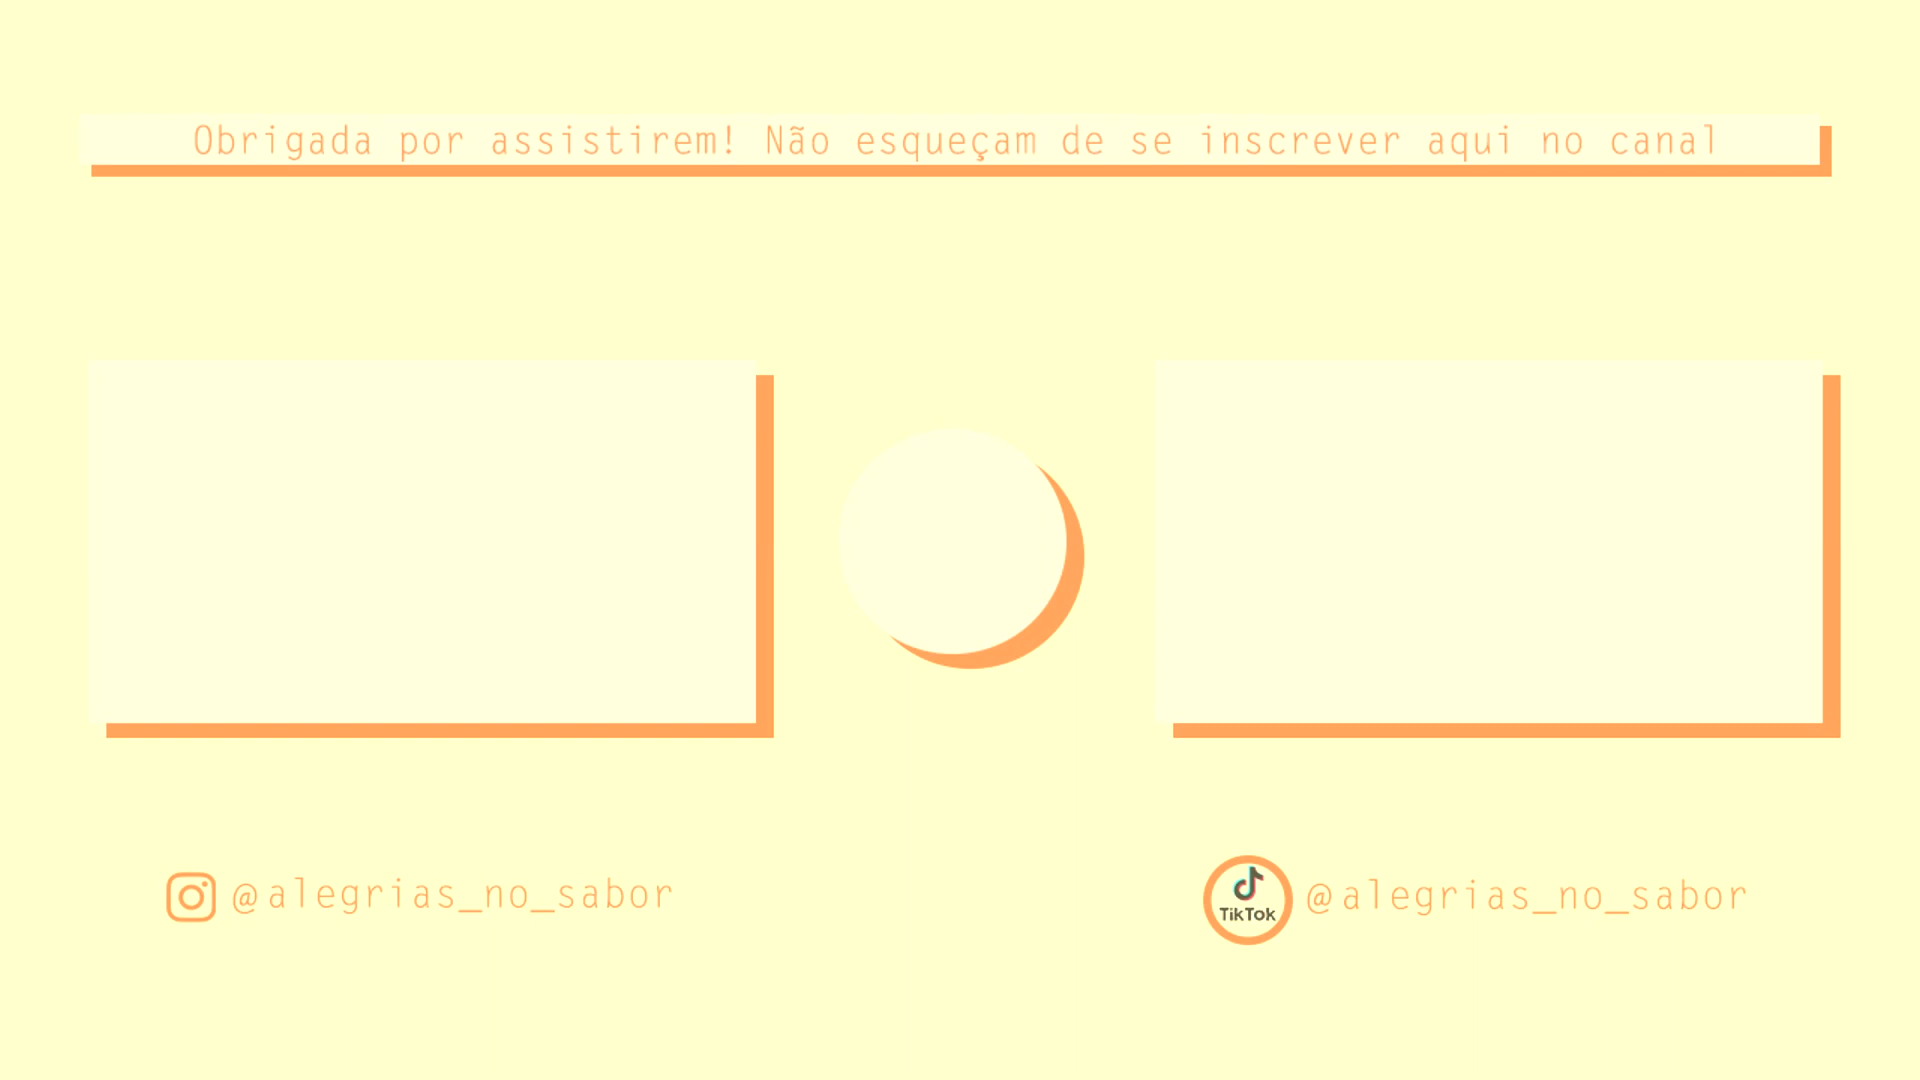 Obrigada por assistirem! Não esqueçam de se inscrever aqui no canal
@alegrias_no_sabor
TikTok
@alegrias_no_sabor